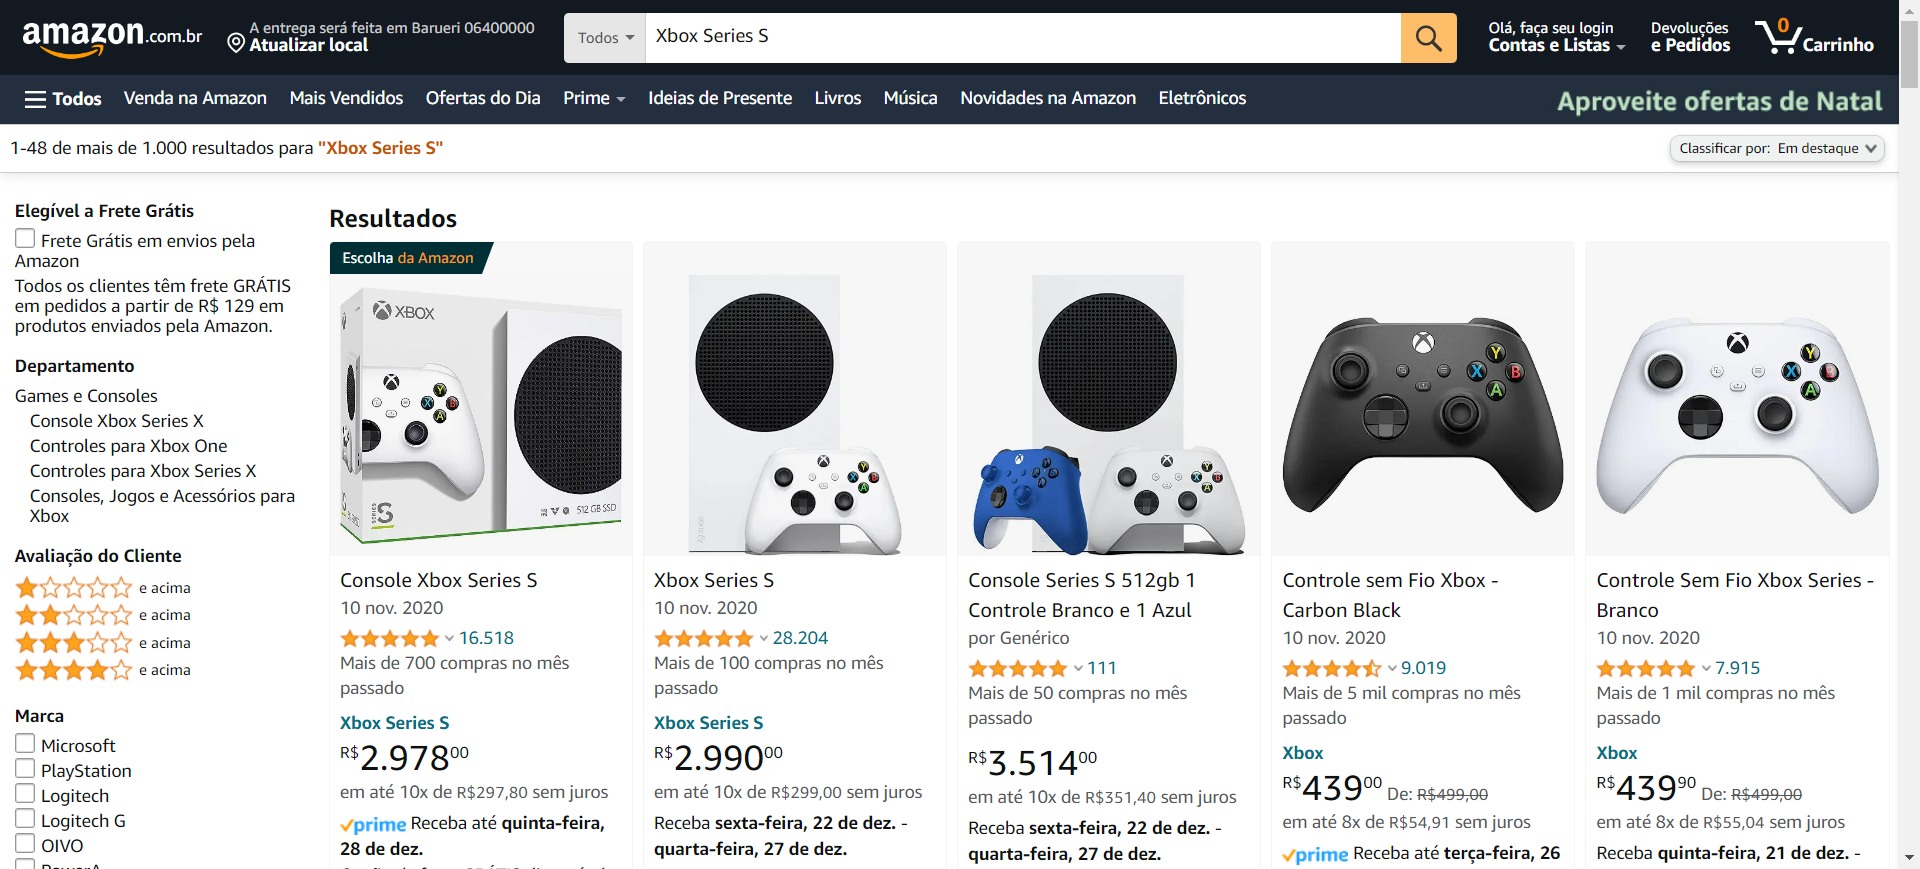 amazon.com.br
A entrega será feita em Barueri 06400000
Atualizar local
Todos
Xbox Series S
Olá, faça seu login
Contas e Listas
Devoluções
e Pedidos
0
Carrinho
Todos
Venda na Amazon
Mais Vendidos
Ofertas do Dia
Prime
Ideias de Presente
Livros
Música
Novidades na Amazon
Eletrônicos
Aproveite ofertas de Natal
1-48 de mais de 1.000 resultados para "Xbox Series S"
Classificar por: Em destaque
Elegível a Frete Grátis
Frete Grátis em envios pela
Amazon
Todos os clientes têm frete GRÁTIS
em pedidos a partir de R$ 129 em
produtos enviados pela Amazon.
Departamento
Games e Consoles
Console Xbox Series X
Controles para Xbox One
Controles para Xbox Series X
Consoles, Jogos e Acessórios para
Xbox
Avaliação do Cliente
e acima
e acima
e acima
e acima
Marca
Microsoft
PlayStation
Logitech
Logitech G
OIVO
PowerA
Resultados
Escolha da Amazon
XBOX
SERIES S
512 GB SSD
Console Xbox Series S
10 nov. 2020
16.518
Mais de 700 compras no mês
passado
Xbox Series S
R$2.97800
em até 10x de R$297,80 sem juros
prime Receba até quinta-feira,
28 de dez.
Xbox Series S
10 nov. 2020
28.204
Mais de 100 compras no mês
passado
Xbox Series S
R$2.99000
em até 10x de R$299,00 sem juros
Receba sexta-feira, 22 de dez. -
quarta-feira, 27 de dez.
Console Series S 512gb 1
Controle Branco e 1 Azul
por Genérico
111
Mais de 50 compras no mês
passado
R$3.51400
em até 10x de R$351,40 sem juros
Receba sexta-feira, 22 de dez. -
quarta-feira, 27 de dez.
Y
X
B
A
Controle sem Fio Xbox -
Carbon Black
10 nov. 2020
9.019
Mais de 5 mil compras no mês
passado
Xbox
R$43900 De: R$499,00
em até 8x de R$54,91 sem juros
prime Receba até terça-feira, 26
Y
X
B
A
Controle Sem Fio Xbox Series -
Branco
10 nov. 2020
7.915
Mais de 1 mil compras no mês
passado
Xbox
R$43990 De: R$499,00
em até 8x de R$55,04 sem juros
Receba quinta-feira, 21 de dez. -